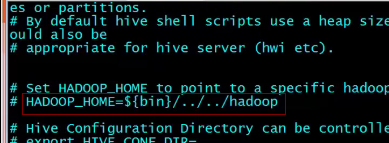 es or partitions.
# By default hive shell scripts use a heap size
ould also be
# appropriate for hive server (hwi etc).
# Set HADOOP_HOME to point to a specific hadoop
# HADOOP_HOME=${bin}/../../hadoop
# Hive Configuration Directory can be controlle
# export HIVE_CONF_DIR=